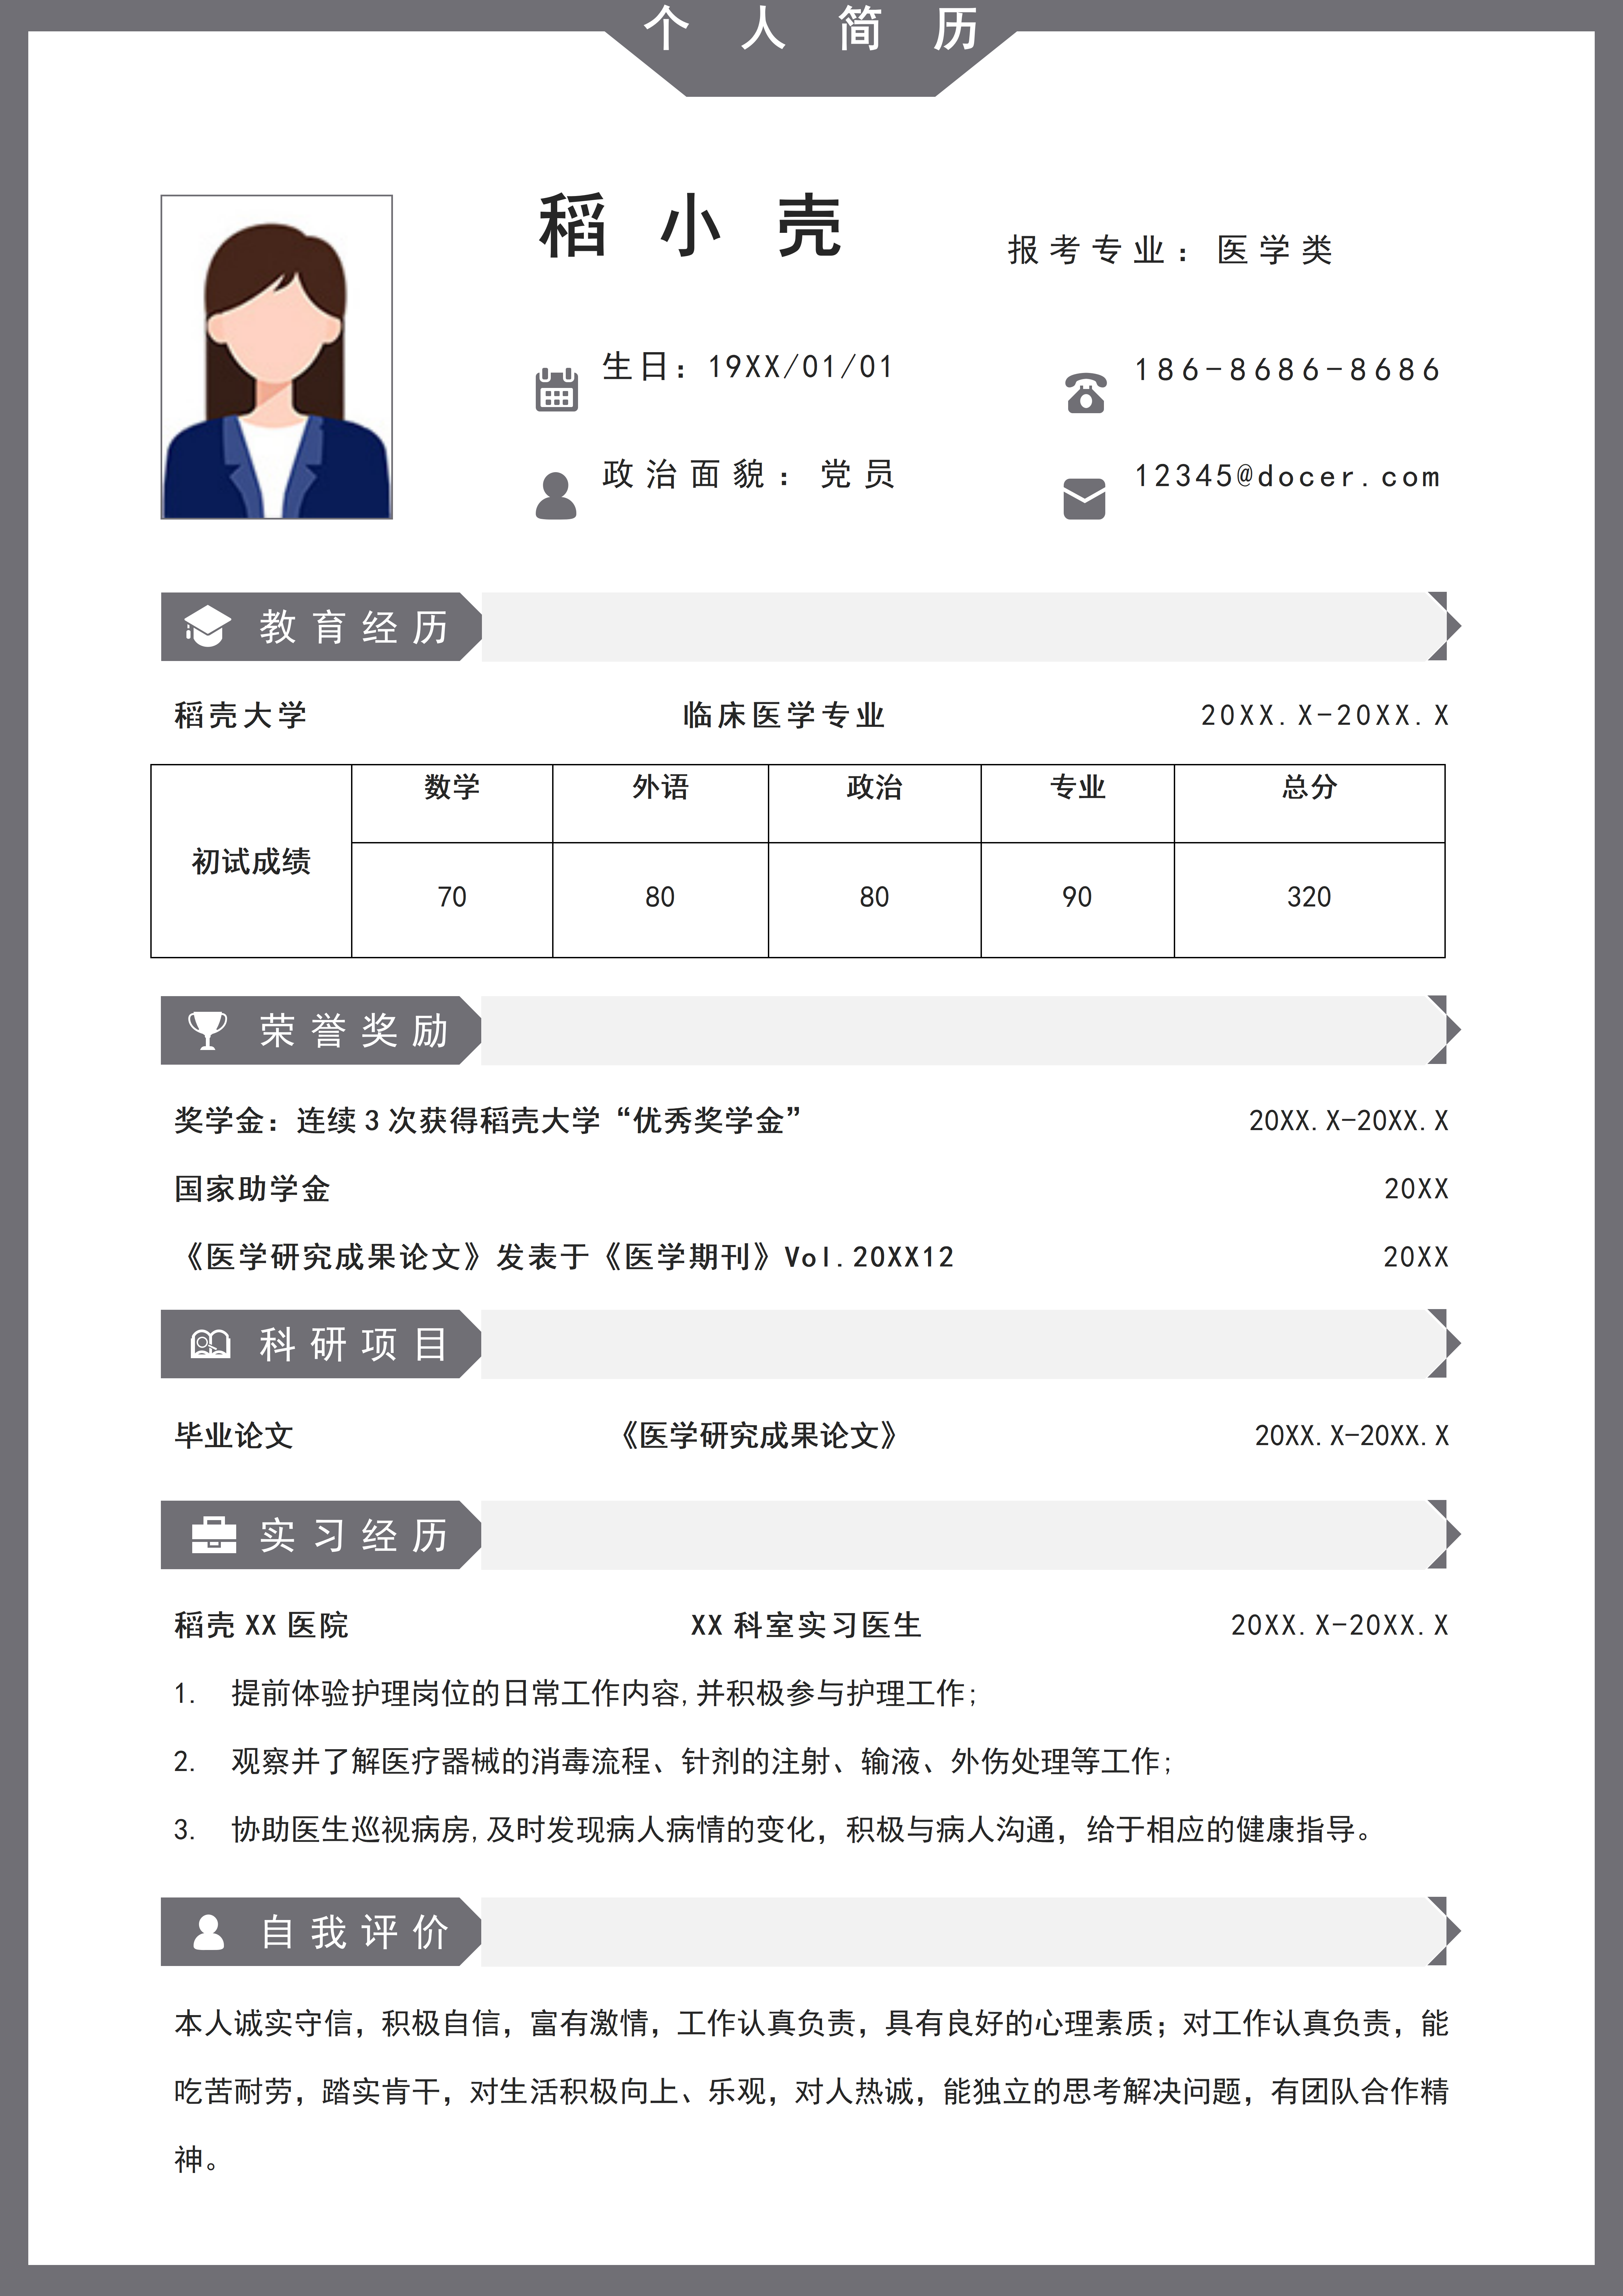 个人简历
稻小壳
报考专业：医学类
生日：19XX/01/01
186-8686-8686
政治面貌：党员
12345@docer.com
教育经历
稻壳大学 临床医学专业 20XX.X-20XX.X
初试成绩 数学 外语 政治 专业 总分
70 80 80 90 320
荣誉奖励
奖学金：连续3次获得稻壳大学“优秀奖学金” 20XX.X-20XX.X
国家助学金 20XX
《医学研究成果论文》发表于《医学期刊》Vol.20XX12 20XX
科研项目
毕业论文 《医学研究成果论文》 20XX.X-20XX.X
实习经历
稻壳XX医院 XX科室实习医生 20XX.X-20XX.X
1. 提前体验护理岗位的日常工作内容,并积极参与护理工作;
2. 观察并了解医疗器械的消毒流程、针剂的注射、输液、外伤处理等工作;
3. 协助医生巡视病房,及时发现病人病情的变化，积极与病人沟通，给于相应的健康指导。
自我评价
本人诚实守信，积极自信，富有激情，工作认真负责，具有良好的心理素质；对工作认真负责，能
吃苦耐劳，踏实肯干，对生活积极向上、乐观，对人热诚，能独立的思考解决问题，有团队合作精
神。